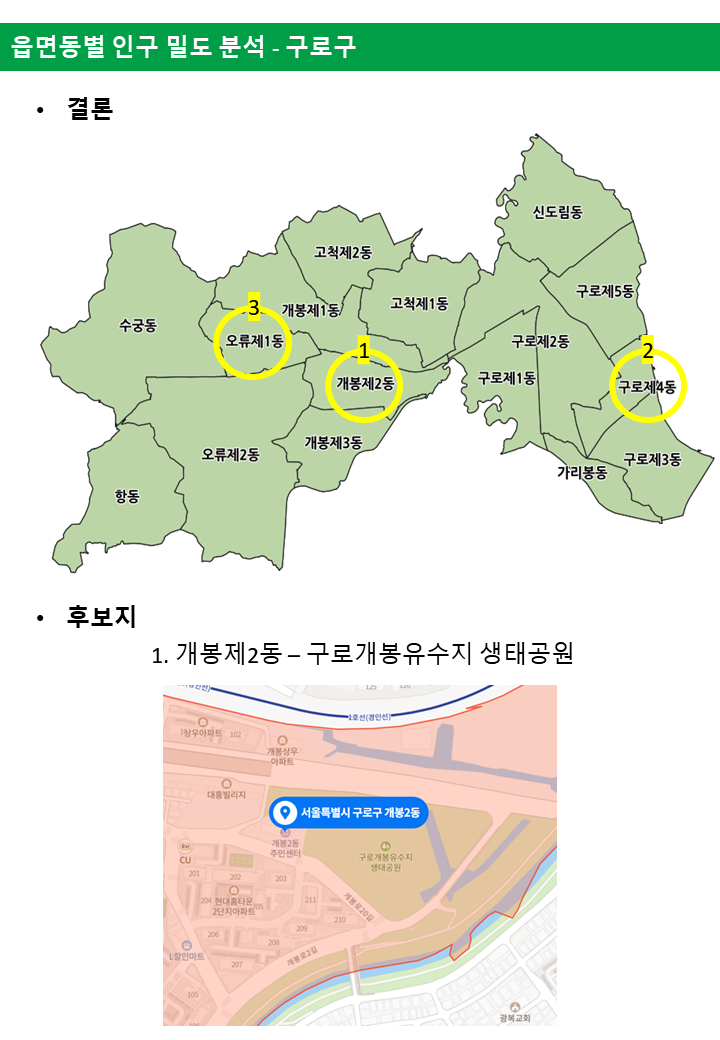 읍면동별 인구 밀도 분석 - 구로구
• 결론
신도림동
고척제2동
구로제5동
3
개봉제1동
고척제1동
수궁동
오류제1동
1
구로제2동
2
개봉제2동
구로제1동
구로제4동
개봉제3동
오류제2동
구로제3동
가리봉동
항동
• 후보지
1. 개봉제2동 – 구로개봉유수지 생태공원
125
120
1호선(경인선)
상우아파트
102
개봉상우
아파트
대흥빌리지
서울특별시 구로구 개봉2동
개봉2동
주민센터
CU
CU
구로개봉유수지
생태공원
201
202
203
204
현대홈타운
2단지아파트
205
211
210
209
208
206
207
개봉로20길
개봉로2길
L할인마트
105
106
광복교회